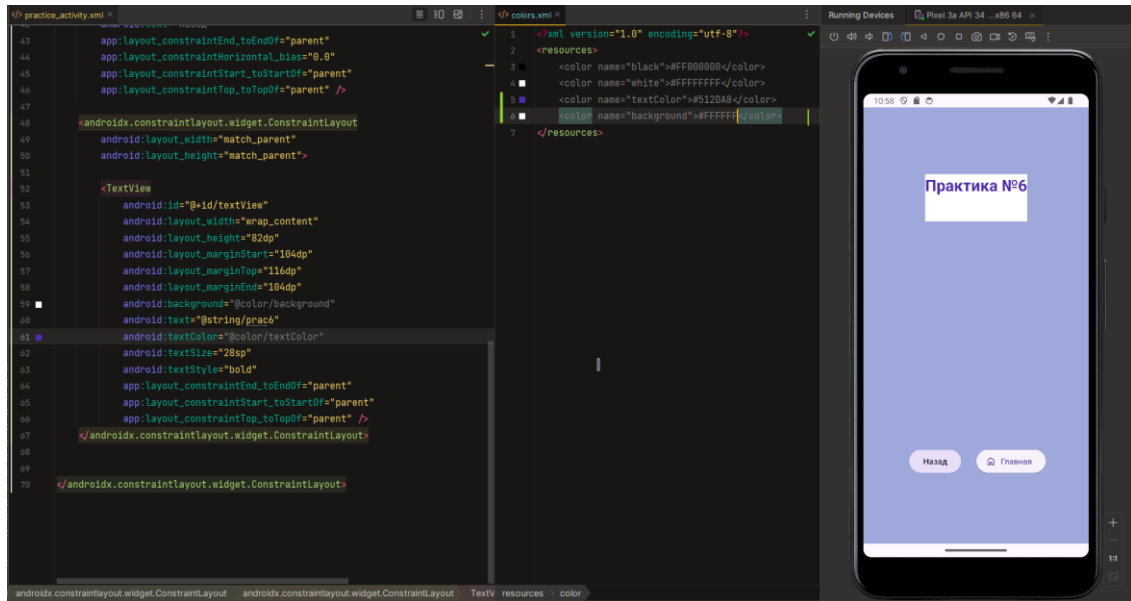 practice_activity.xml
43 app:layout_constraintEnd_toEndOf="parent"
44 app:layout_constraintHorizontal_bias="0.0"
45 app:layout_constraintStart_toStartOf="parent"
46 app:layout_constraintTop_toTopOf="parent" />
47
48 <androidx.constraintlayout.widget.ConstraintLayout
49 android:layout_width="match_parent"
50 android:layout_height="match_parent">
51
52 <TextView
53 android:id="@+id/textView"
54 android:layout_width="wrap_content"
55 android:layout_height="82dp"
56 android:layout_marginStart="104dp"
57 android:layout_marginTop="116dp"
58 android:layout_marginEnd="104dp"
59 android:background="@color/background"
60 android:text="@string/prac6"
61 android:textColor="@color/textColor"
62 android:textSize="28sp"
63 android:textStyle="bold"
64 app:layout_constraintEnd_toEndOf="parent"
65 app:layout_constraintStart_toStartOf="parent"
66 app:layout_constraintTop_toTopOf="parent" />
67 </androidx.constraintlayout.widget.ConstraintLayout>
68
69
70 </androidx.constraintlayout.widget.ConstraintLayout>
androidx.constraintlayout.widget.ConstraintLayout androidx.constraintlayout.widget.ConstraintLayout TextV
colors.xml
1 <?xml version="1.0" encoding="utf-8"?>
2 <resources>
3 <color name="black">#FF000000</color>
4 <color name="white">#FFFFFFFF</color>
5 <color name="textColor">#512DA8</color>
6 <color name="background">#FFFFFF</color>
7 </resources>
resources color
Running Devices Pixel 3a API 34 ...x86 64
10:58
Практика №6
Назад Главная
1:1